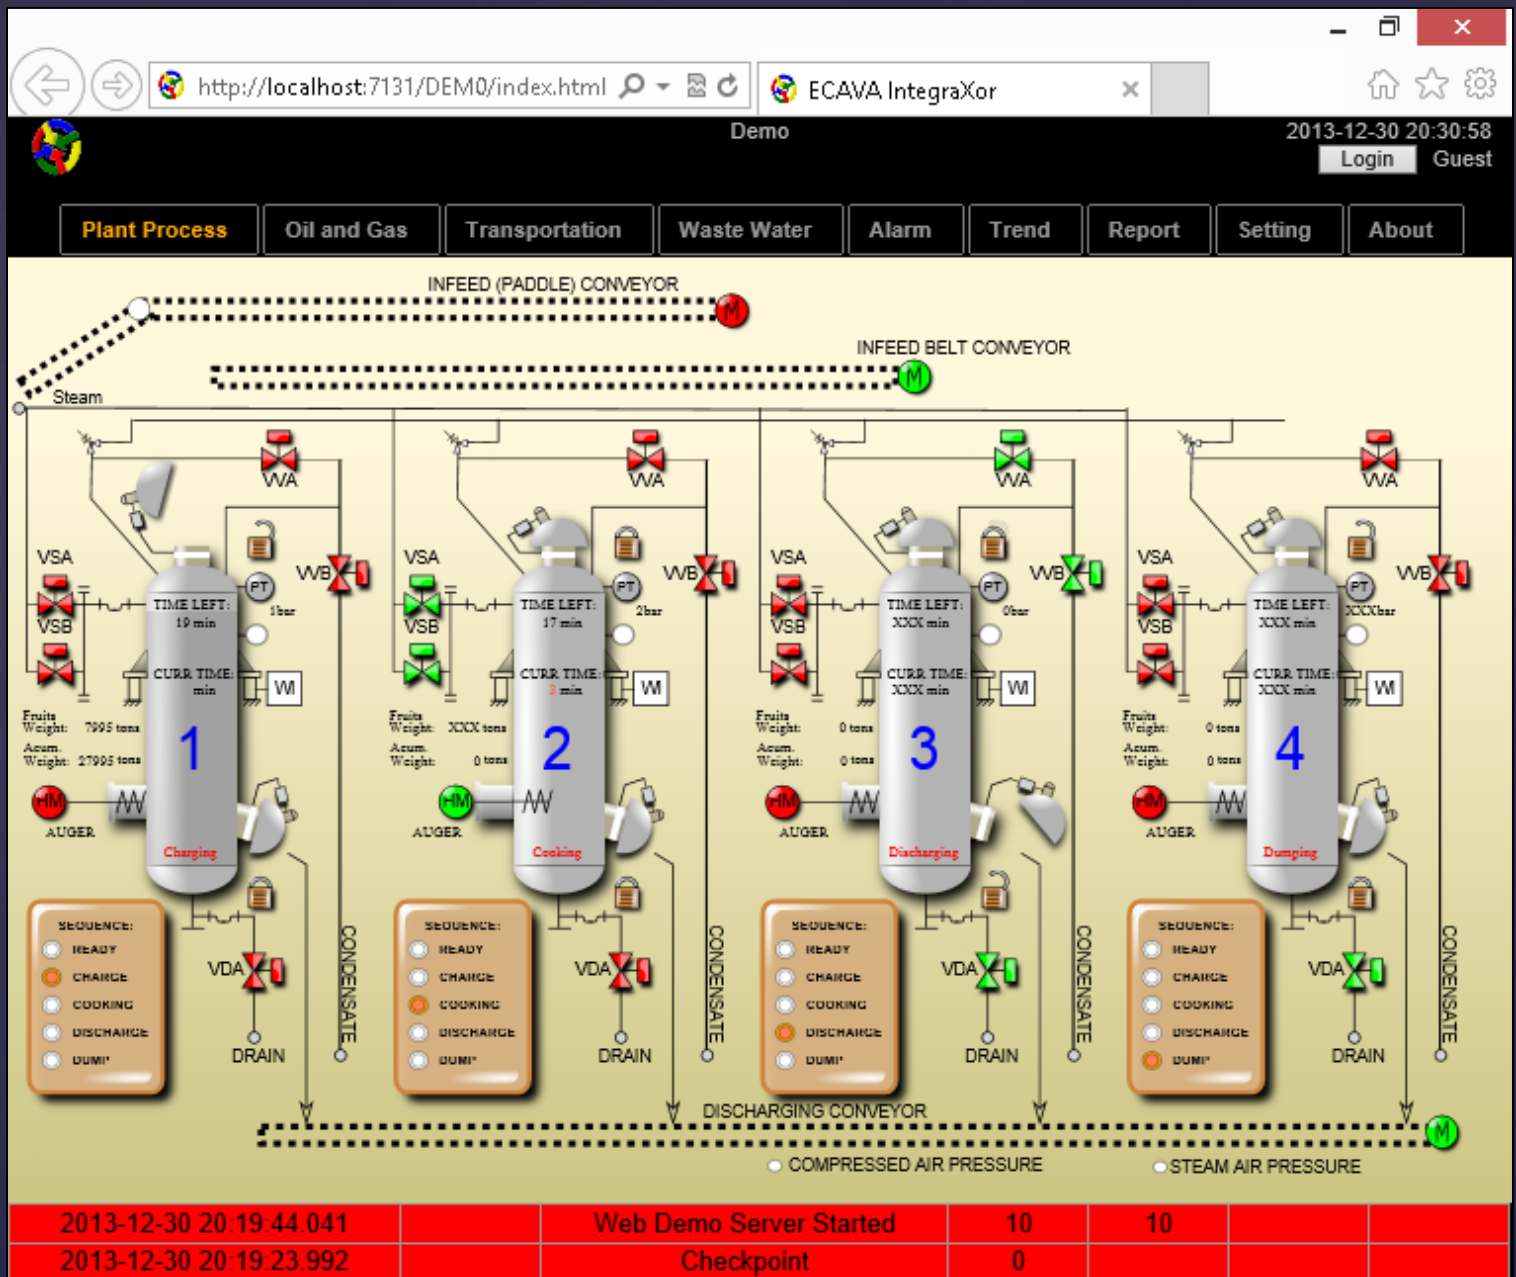 http://localhost:7131/DEM0/index.html
ECAVA IntegraXor
Demo
2013-12-30 20:30:58
Login Guest
Plant Process Oil and Gas Transportation Waste Water Alarm Trend Report Setting About
INFEED (PADDLE) CONVEYOR
M
INFEED BELT CONVEYOR
M
Steam
VVA VVA VVA VVA
VSA VSA VSA VSA
VVB VVB VVB VVB
PT PT PT PT
TIME LEFT: TIME LEFT: TIME LEFT: TIME LEFT:
1bar 2bar 0bar XXXbar
19 min 17 min XXX min XXX min
VSB VSB VSB VSB
CURR TIME: CURR TIME: CURR TIME: CURR TIME:
min 3 min XXX min XXX min
WI WI WI WI
Fruits Fruits Fruits Fruits
Weight: 7995 tons Weight: XXX tons Weight: 0 tons Weight: 0 tons
1 2 3 4
Acum. Acum. Acum. Acum.
Weight: 27995 tons Weight: 0 tons Weight: 0 tons Weight: 0 tons
HM HM HM HM
AUGER AUGER AUGER AUGER
Charging Cooking Discharging Dumping
SEQUENCE: SEQUENCE: SEQUENCE: SEQUENCE:
READY READY READY READY
VDA VDA VDA VDA
CHARGE CHARGE CHARGE CHARGE
CONDENSATE CONDENSATE CONDENSATE CONDENSATE
COOKING COOKING COOKING COOKING
DISCHARGE DISCHARGE DISCHARGE DISCHARGE
DRAIN DRAIN DRAIN DRAIN
DUMP DUMP DUMP DUMP
DISCHARGING CONVEYOR
M
COMPRESSED AIR PRESSURE STEAM AIR PRESSURE
2013-12-30 20:19:44.041 Web Demo Server Started 10 10
2013-12-30 20:19:23.992 Checkpoint 0